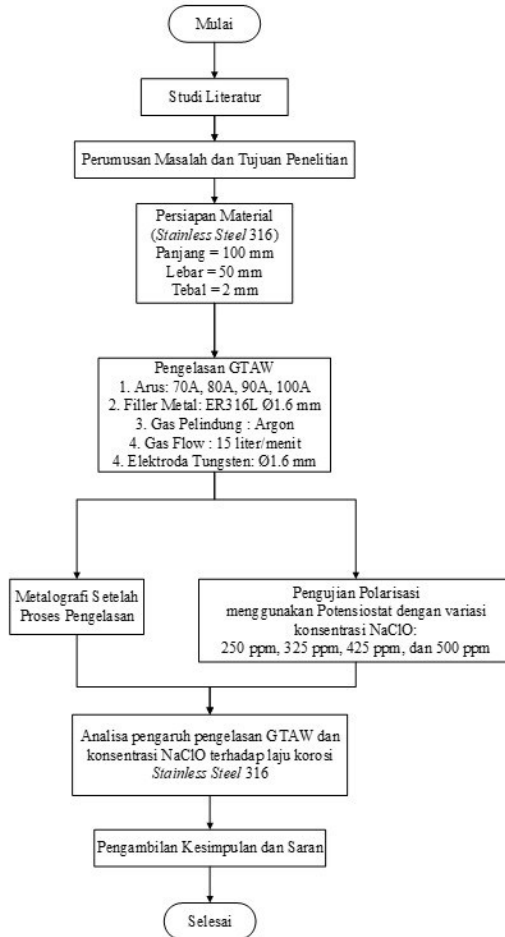 Mulai
Studi Literatur
Perumusan Masalah dan Tujuan Penelitian
Persiapan Material
(Stainless Steel 316)
Panjang = 100 mm
Lebar = 50 mm
Tebal = 2 mm
Pengelasan GTAW
1. Arus: 70A, 80A, 90A, 100A
2. Filler Metal: ER316L Ø1.6 mm
3. Gas Pelindung : Argon
4. Gas Flow : 15 liter/menit
4. Elektroda Tungsten: Ø1.6 mm
Metalografi Setelah
Proses Pengelasan
Pengujian Polarisasi
menggunakan Potensiostat dengan variasi
konsentrasi NaClO:
250 ppm, 325 ppm, 425 ppm, dan 500 ppm
Analisa pengaruh pengelasan GTAW dan
konsentrasi NaClO terhadap laju korosi
Stainless Steel 316
Pengambilan Kesimpulan dan Saran
Selesai